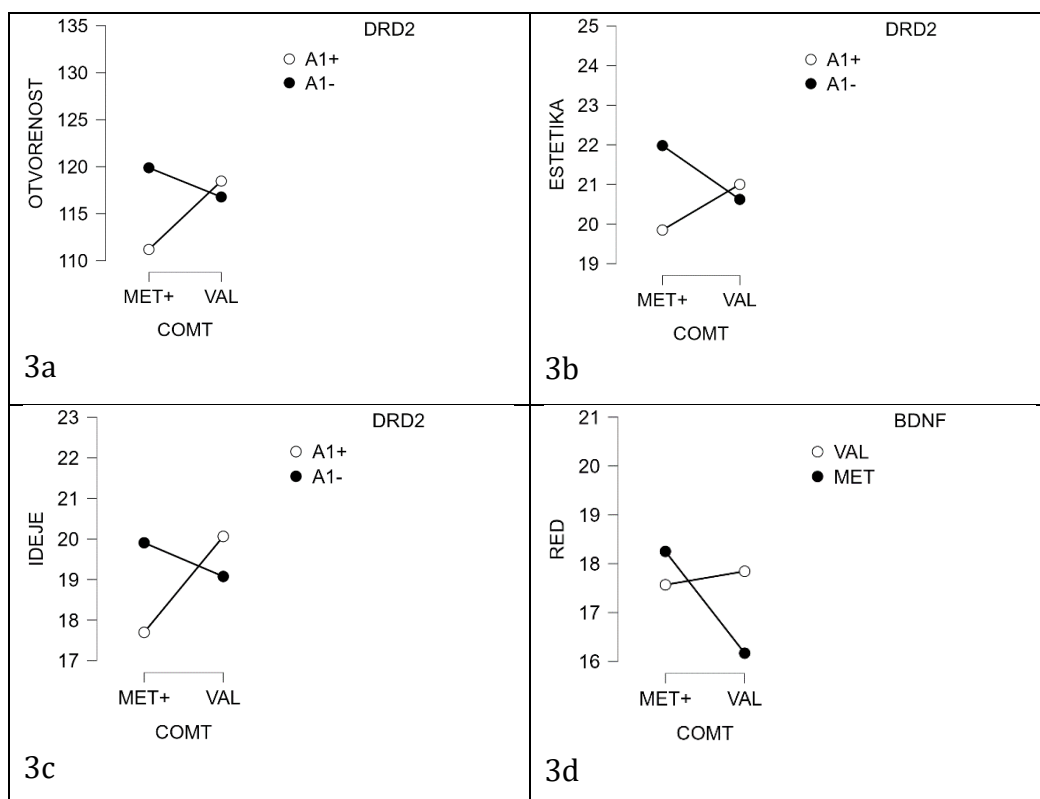 135
DRD2
130
A1+
A1-
125
OTVORENOST
120
115
110
MET+ VAL
COMT
3a
25
DRD2
24
A1+
A1-
23
ESTETIKA
22
21
20
19
MET+ VAL
COMT
3b
23
DRD2
22
A1+
A1-
21
IDEJE
20
19
18
17
MET+ VAL
COMT
3c
21
BDNF
20
VAL
MET
19
RED
18
17
16
MET+ VAL
COMT
3d